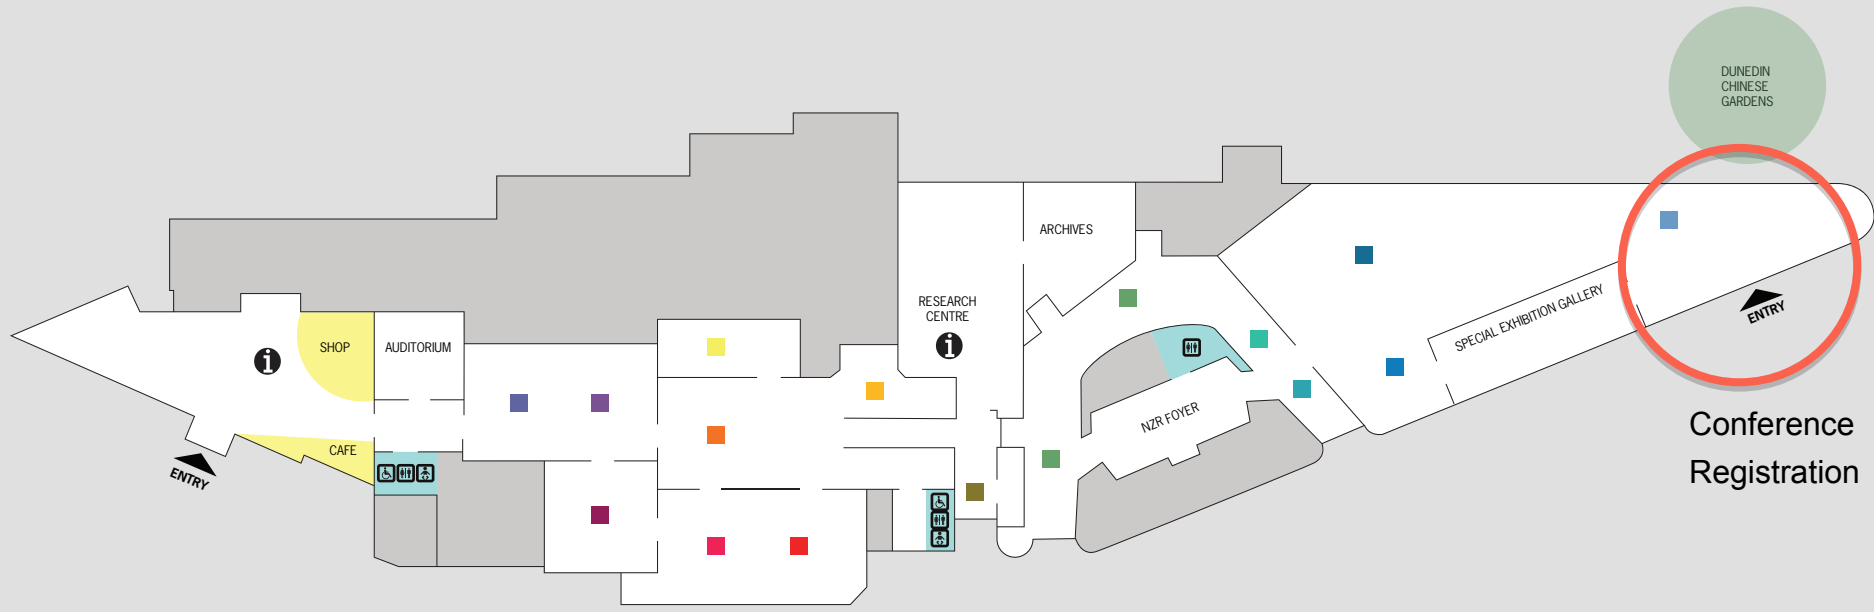 DUNEDIN
CHINESE
GARDENS
ARCHIVES
RESEARCH
CENTRE
i
SHOP
AUDITORIUM
i
SPECIAL EXHIBITION GALLERY
ENTRY
NZR FOYER
CAFE
ENTRY
Conference
Registration